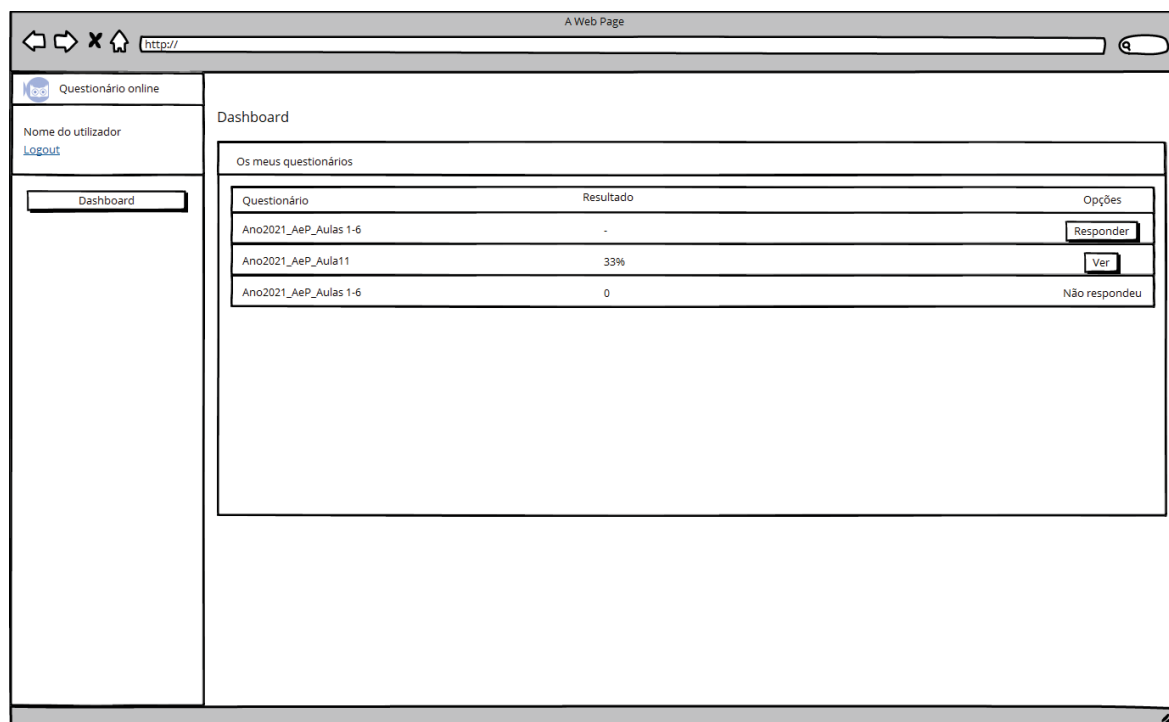 A Web Page
http://
Questionário online
Nome do utilizador
Logout
Dashboard
Dashboard
Os meus questionários
Questionário Resultado Opções
Ano2021_AeP_Aulas 1-6 - Responder
Ano2021_AeP_Aula11 33% Ver
Ano2021_AeP_Aulas 1-6 0 Não respondeu